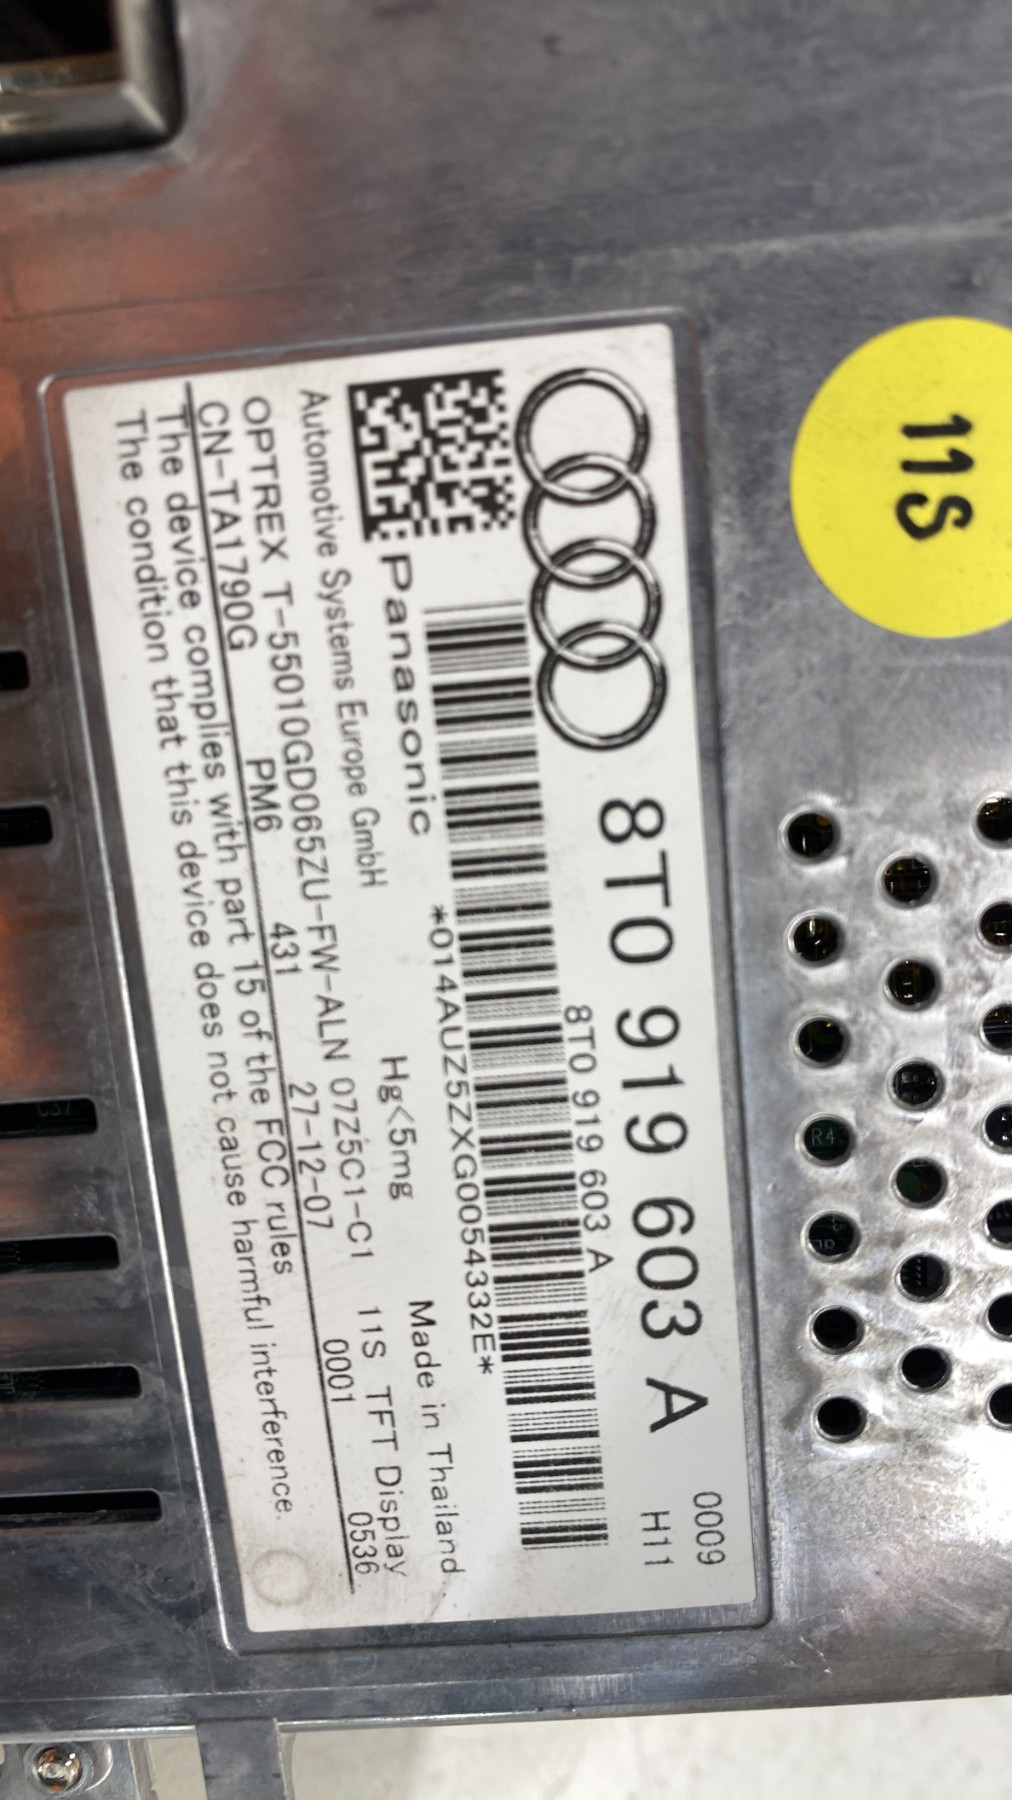 11S
0009
8T0 919 603 A H11
8T0 919 603 A
*014AUZ5ZXG0054332E*
Panasonic Hg<5mg Made in Thailand
Automotive Systems Europe GmbH 11S TFT Display
OPTREX T-55010GD065ZU-FW-ALN 07Z5C1-C1
CN-TA1790G PM6 431 27-12-07 0001 0536
The device complies with part 15 of the FCC rules
The condition that this device does not cause harmful interference.
R4